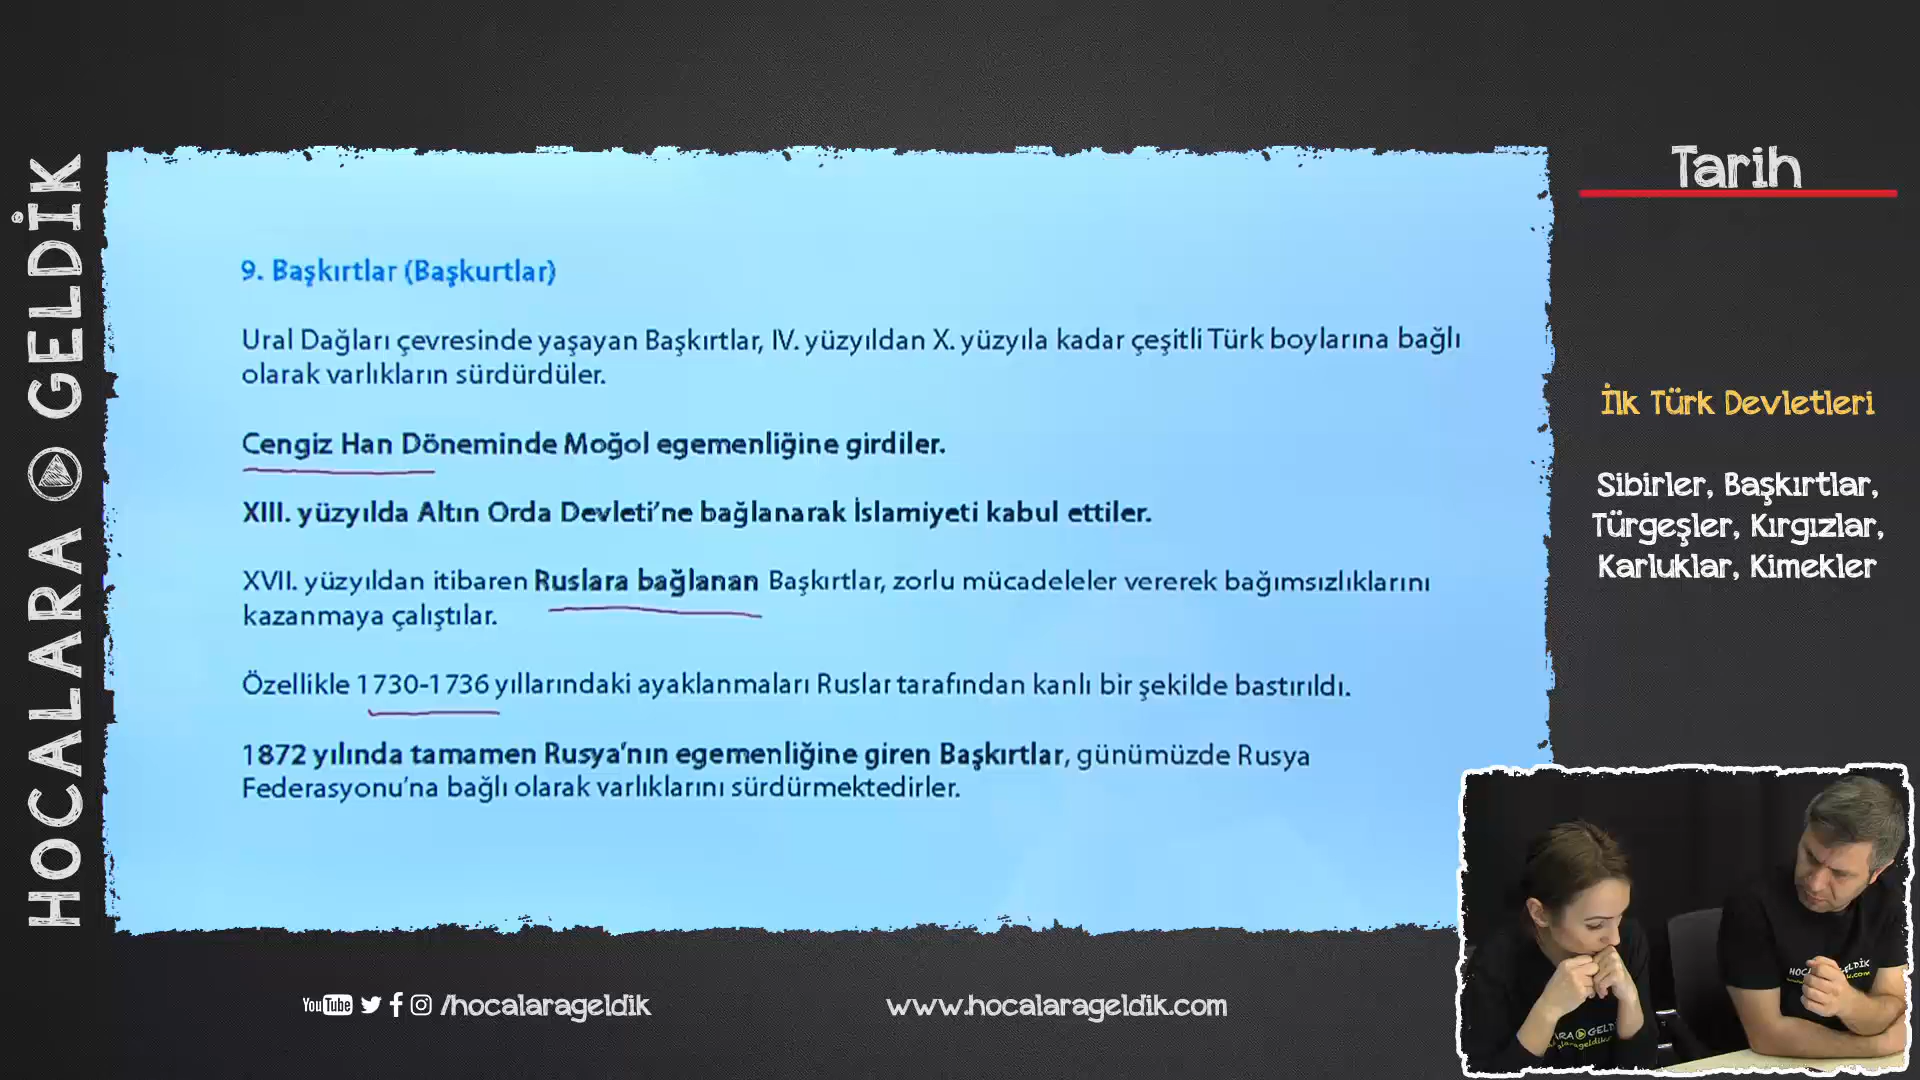 HOCALARA GELDİK
Tarih
9. Başkırtlar (Başkurtlar)
Ural Dağları çevresinde yaşayan Başkırtlar, IV. yüzyıldan X. yüzyıla kadar çeşitli Türk boylarına bağlı
olarak varlıkların sürdürdüler.
Cengiz Han Döneminde Moğol egemenliğine girdiler.
XIII. yüzyılda Altın Orda Devleti’ne bağlanarak İslamiyeti kabul ettiler.
XVII. yüzyıldan itibaren Ruslara bağlanan Başkırtlar, zorlu mücadeleler vererek bağımsızlıklarını
kazanmaya çalıştılar.
Özellikle 1730-1736 yıllarındaki ayaklanmaları Ruslar tarafından kanlı bir şekilde bastırıldı.
1872 yılında tamamen Rusya’nın egemenliğine giren Başkırtlar, günümüzde Rusya
Federasyonu’na bağlı olarak varlıklarını sürdürmektedirler.
İlk Türk Devletleri
Sibirler, Başkırtlar,
Türgeşler, Kırgızlar,
Karluklar, Kimekler
YouTube /hocalarageldik
www.hocalarageldik.com